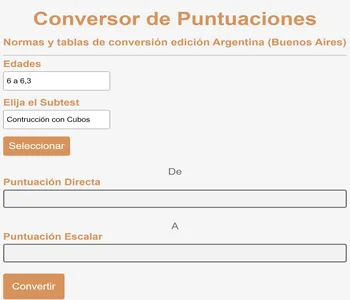 Conversor de Puntuaciones
Normas y tablas de conversión edición Argentina (Buenos Aires)
Edades
6 a 6,3
Elija el Subtest
Contrucción con Cubos
Seleccionar
De
Puntuación Directa
A
Puntuación Escalar
Convertir